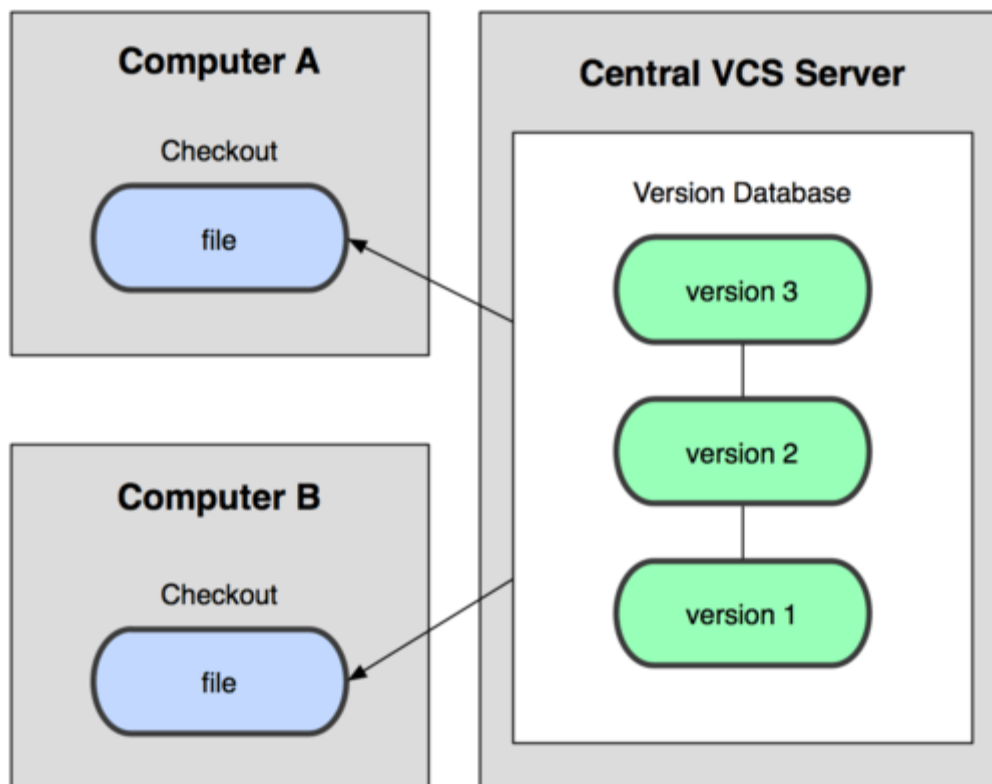 Computer A
Checkout
file
Computer B
Checkout
file
Central VCS Server
Version Database
version 3
version 2
version 1